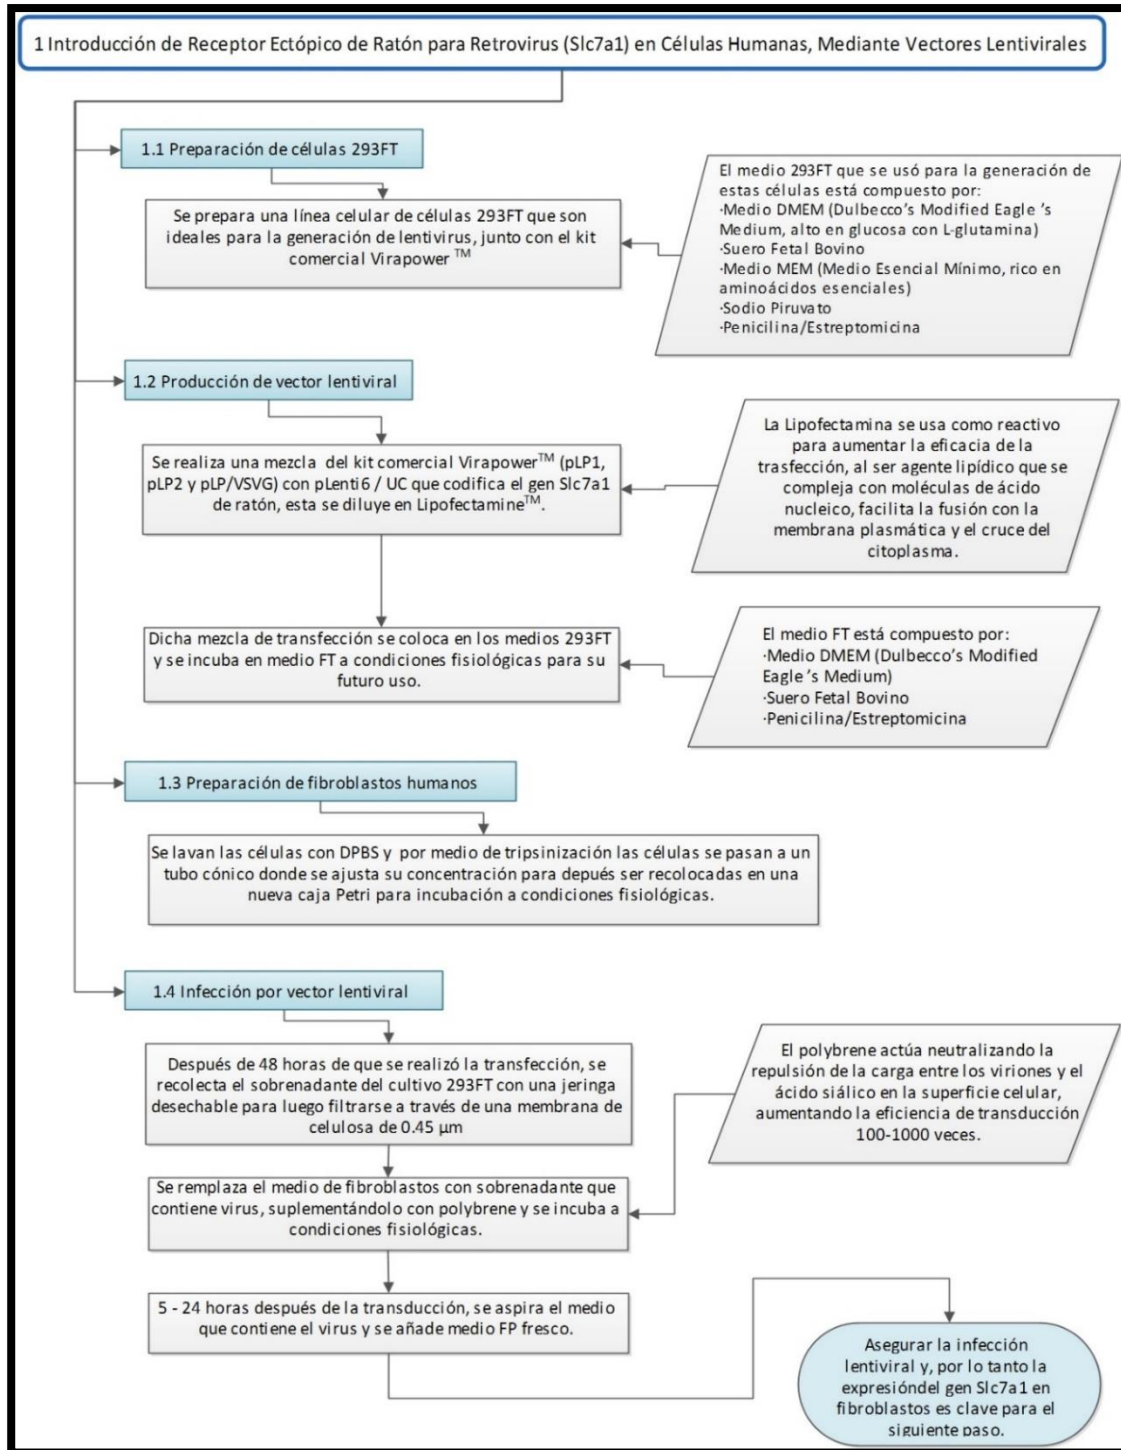 1 Introducción de Receptor Ectópico de Ratón para Retrovirus (Slc7a1) en Células Humanas, Mediante Vectores Lentivirales
1.1 Preparación de células 293FT
Se prepara una línea celular de células 293FT que son
ideales para la generación de lentivirus, junto con el kit
comercial Virapower TM
El medio 293FT que se usó para la generación de
estas células está compuesto por:
·Medio DMEM (Dulbecco’s Modified Eagle ’s
Medium, alto en glucosa con L-glutamina)
·Suero Fetal Bovino
·Medio MEM (Medio Esencial Mínimo, rico en
aminoácidos esenciales)
·Sodio Piruvato
·Penicilina/Estreptomicina
1.2 Producción de vector lentiviral
Se realiza una mezcla del kit comercial VirapowerTM (pLP1,
pLP2 y pLP/VSVG) con pLenti6 / UC que codifica el gen Slc7a1
de ratón, esta se diluye en LipofectamineTM.
La Lipofectamina se usa como reactivo
para aumentar la eficacia de la
trasfección, al ser agente lipídico que se
compleja con moléculas de ácido
nucleico, facilita la fusión con la
membrana plasmática y el cruce del
citoplasma.
Dicha mezcla de transfección se coloca en los medios 293FT
y se incuba en medio FT a condiciones fisiológicas para su
futuro uso.
El medio FT está compuesto por:
·Medio DMEM (Dulbecco’s Modified
Eagle ’s Medium)
·Suero Fetal Bovino
·Penicilina/Estreptomicina
1.3 Preparación de fibroblastos humanos
Se lavan las células con DPBS y por medio de tripsinización las células se pasan a un
tubo cónico donde se ajusta su concentración para depués ser recolocadas en una
nueva caja Petri para incubación a condiciones fisiológicas.
1.4 Infección por vector lentiviral
Después de 48 horas de que se realizó la transfección, se
recolecta el sobrenadante del cultivo 293FT con una jeringa
desechable para luego filtrarse a través de una membrana de
celulosa de 0.45 µm
El polybrene actúa neutralizando la
repulsión de la carga entre los viriones y el
ácido siálico en la superficie celular,
aumentando la eficiencia de transducción
100-1000 veces.
Se remplaza el medio de fibroblastos con sobrenadante que
contiene virus, suplementándolo con polybrene y se incuba a
condiciones fisiológicas.
5 - 24 horas después de la transducción, se aspira el medio
que contiene el virus y se añade medio FP fresco.
Asegurar la infección
lentiviral y, por lo tanto la
expresióndel gen Slc7a1 en
fibroblastos es clave para el
siguiente paso.